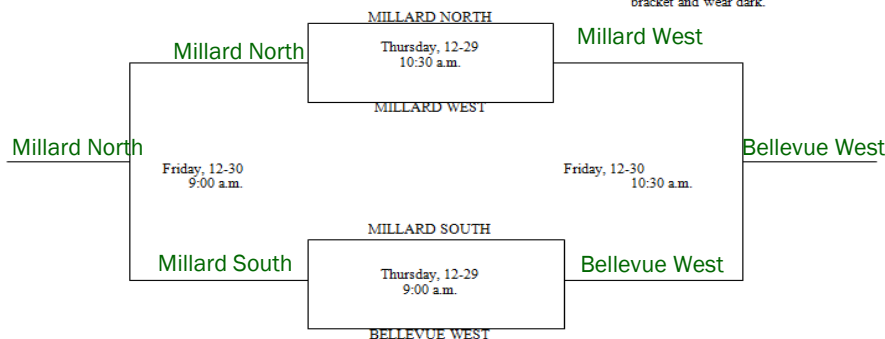 bracket and wear dark.
MILLARD NORTH
Millard North
Thursday, 12-29
10:30 a.m.
Millard West
MILLARD WEST
Millard North
Bellevue West
Friday, 12-30
9:00 a.m.
Friday, 12-30
10:30 a.m.
MILLARD SOUTH
Millard South
Thursday, 12-29
9:00 a.m.
Bellevue West
BELLEVUE WEST